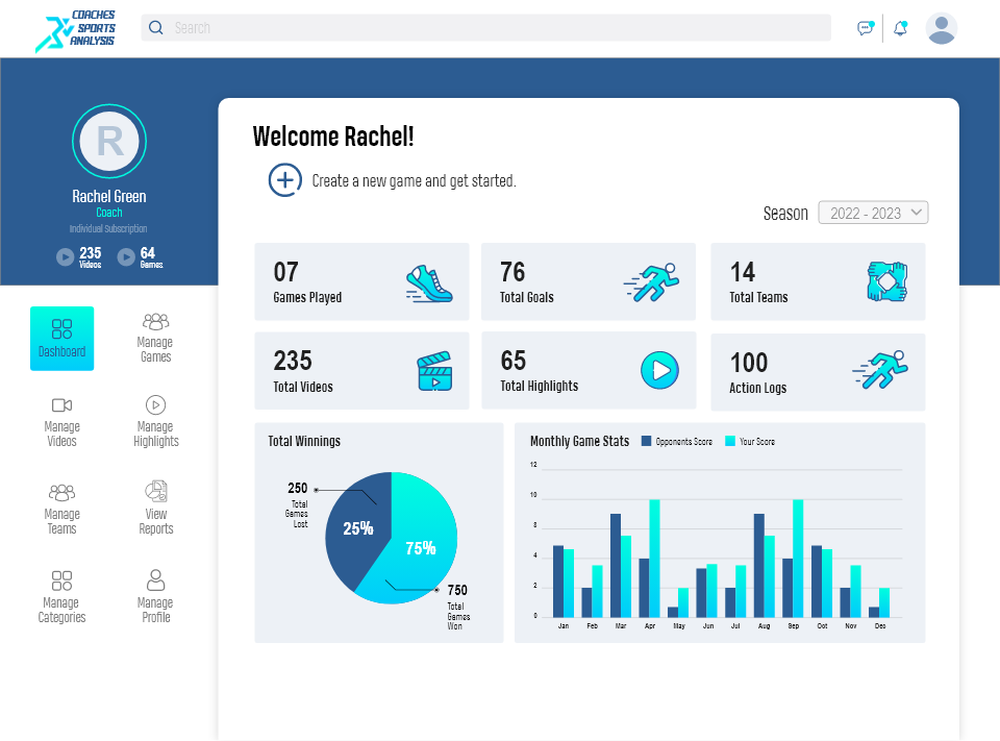 COACHES
SPORTS
ANALYSIS
Search
R
Rachel Green
Coach
Individual Subscription
235
Videos
64
Games
Dashboard
Manage
Games
Manage
Videos
Manage
Highlights
Manage
Teams
View
Reports
Manage
Categories
Manage
Profile
Welcome Rachel!
Create a new game and get started.
Season
2022 - 2023
07
Games Played
76
Total Goals
14
Total Teams
235
Total Videos
65
Total Highlights
100
Action Logs
Total Winnings
250
Total
Games
Lost
25%
75%
750
Total
Games
Won
Monthly Game Stats
Opponents Score
Your Score
12
10
8
4
2
0
Jan Feb Mar Apr May Jun Jul Aug Sep Oct Nov Des